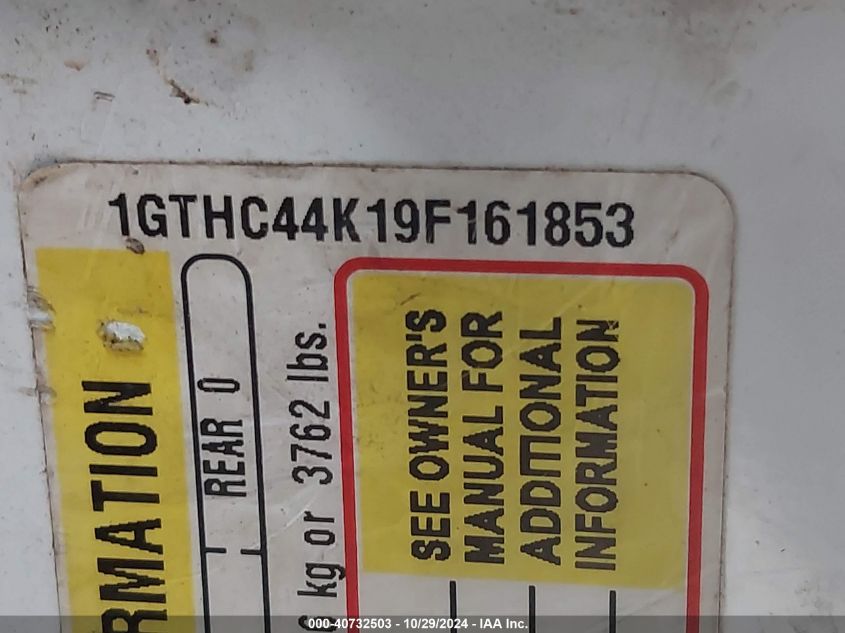 1GTHC44K19F161853
RMATION
REAR 0
kg or 3762 lbs.
SEE OWNER'S
MANUAL FOR
ADDITIONAL
INFORMATION
000-40732503 - 10/29/2024 - IAA Inc.